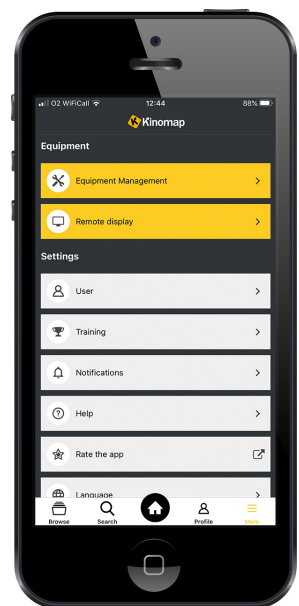 O2 WiFiCall
12:44
88%
Kinomap
Equipment
Equipment Management
Remote display
Settings
User
Training
Notifications
Help
Rate the app
Language
Browse
Search
Profile
More